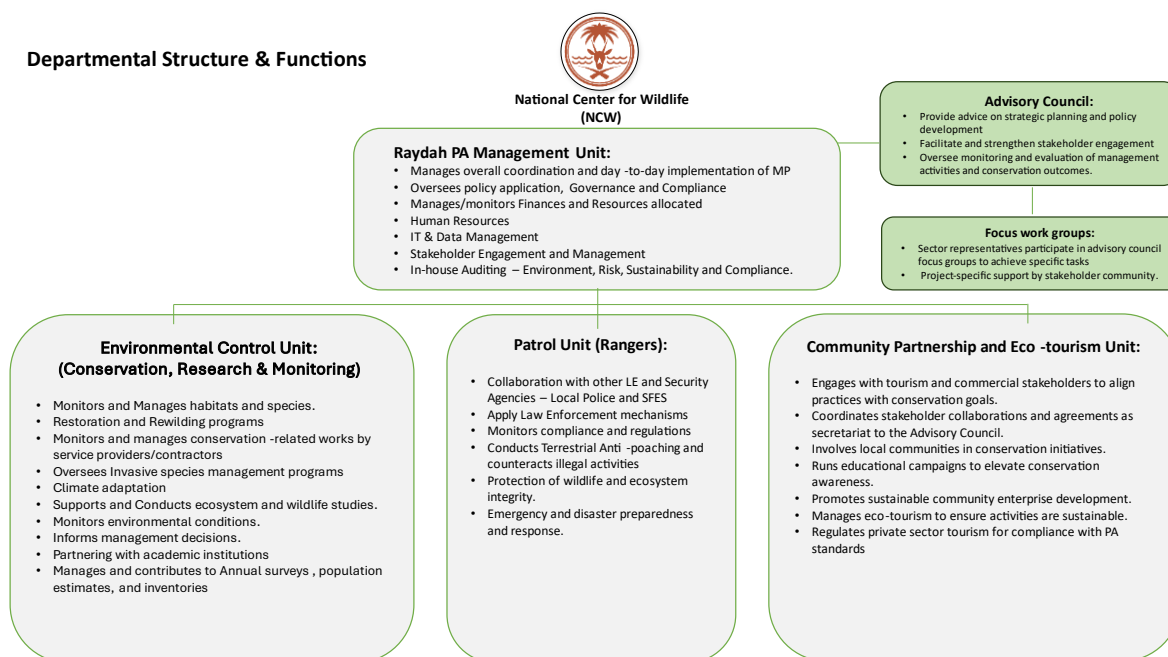 Departmental Structure & Functions
National Center for Wildlife
(NCW)
Advisory Council:
• Provide advice on strategic planning and policy
development
• Facilitate and strengthen stakeholder engagement
• Oversee monitoring and evaluation of management
activities and conservation outcomes.
Raydah PA Management Unit:
• Manages overall coordination and day -to-day implementation of MP
• Oversees policy application, Governance and Compliance
• Manages/monitors Finances and Resources allocated
• Human Resources
• IT & Data Management
• Stakeholder Engagement and Management
• In-house Auditing – Environment, Risk, Sustainability and Compliance.
Focus work groups:
• Sector representatives participate in advisory council
focus groups to achieve specific tasks
• Project-specific support by stakeholder community.
Environmental Control Unit:
(Conservation, Research & Monitoring)
• Monitors and Manages habitats and species.
• Restoration and Rewilding programs
• Monitors and manages conservation -related works by
service providers/contractors
• Oversees Invasive species management programs
• Climate adaptation
• Supports and Conducts ecosystem and wildlife studies.
• Monitors environmental conditions.
• Informs management decisions.
• Partnering with academic institutions
• Manages and contributes to Annual surveys , population
estimates, and inventories
Patrol Unit (Rangers):
• Collaboration with other LE and Security
Agencies – Local Police and SFES
• Apply Law Enforcement mechanisms
• Monitors compliance and regulations
• Conducts Terrestrial Anti -poaching and
counteracts illegal activities
• Protection of wildlife and ecosystem
integrity.
• Emergency and disaster preparedness
and response.
Community Partnership and Eco -tourism Unit:
• Engages with tourism and commercial stakeholders to align
practices with conservation goals.
• Coordinates stakeholder collaborations and agreements as
secretariat to the Advisory Council.
• Involves local communities in conservation initiatives.
• Runs educational campaigns to elevate conservation
awareness.
• Promotes sustainable community enterprise development.
• Manages eco-tourism to ensure activities are sustainable.
• Regulates private sector tourism for compliance with PA
standards